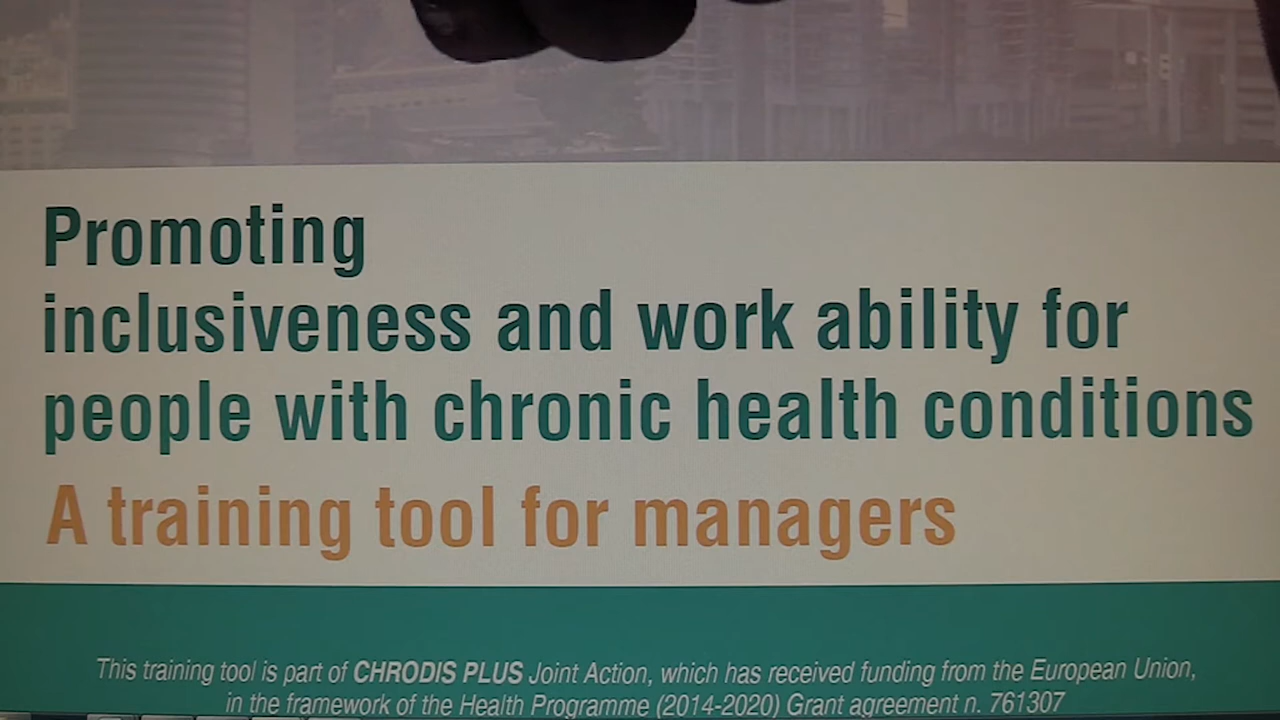 Promoting
inclusiveness and work ability for
people with chronic health conditions
A training tool for managers
This training tool is part of CHRODIS PLUS Joint Action, which has received funding from the European Union,
in the framework of the Health Programme (2014-2020) Grant agreement n. 761307